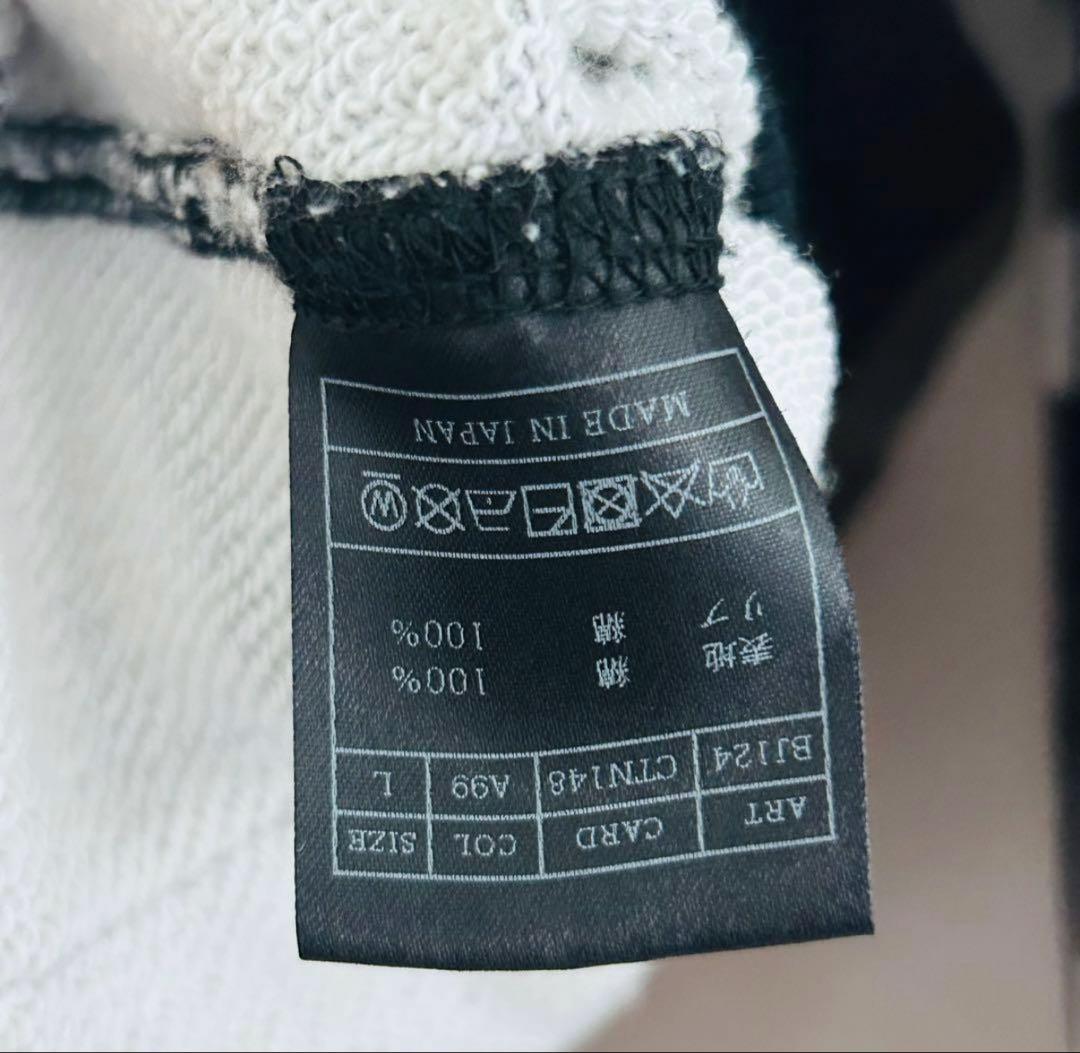 ART CARD COL SIZE
BJ124 CTN148 A99 L
表地 綿 100%
リブ 綿 100%
W
MADE IN JAPAN